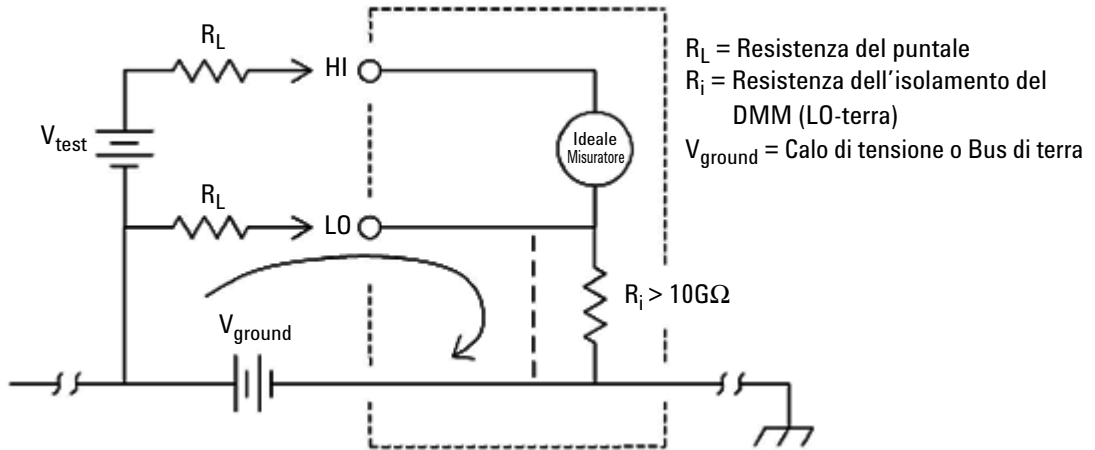 R_L
HI
R_L = Resistenza del puntale
R_i = Resistenza dell'isolamento del
DMM (LO-terra)
V_ground = Calo di tensione o Bus di terra
V_test
Ideale
Misuratore
R_L
LO
R_i > 10GΩ
V_ground